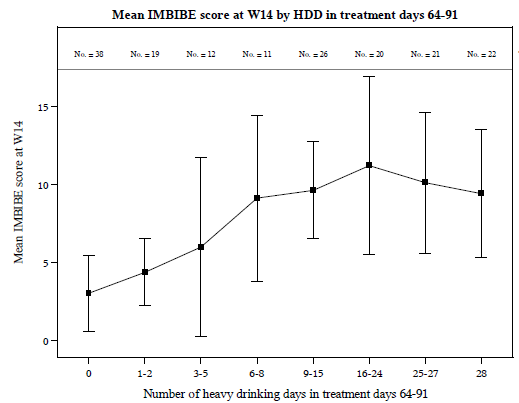 Mean IMBIBE score at W14 by HDD in treatment days 64-91
No. = 38 No. = 19 No. = 12 No. = 11 No. = 26 No. = 20 No. = 21 No. = 22
15
10
5
0
Mean IMBIBE score at W14
0 1-2 3-5 6-8 9-15 16-24 25-27 28
Number of heavy drinking days in treatment days 64-91